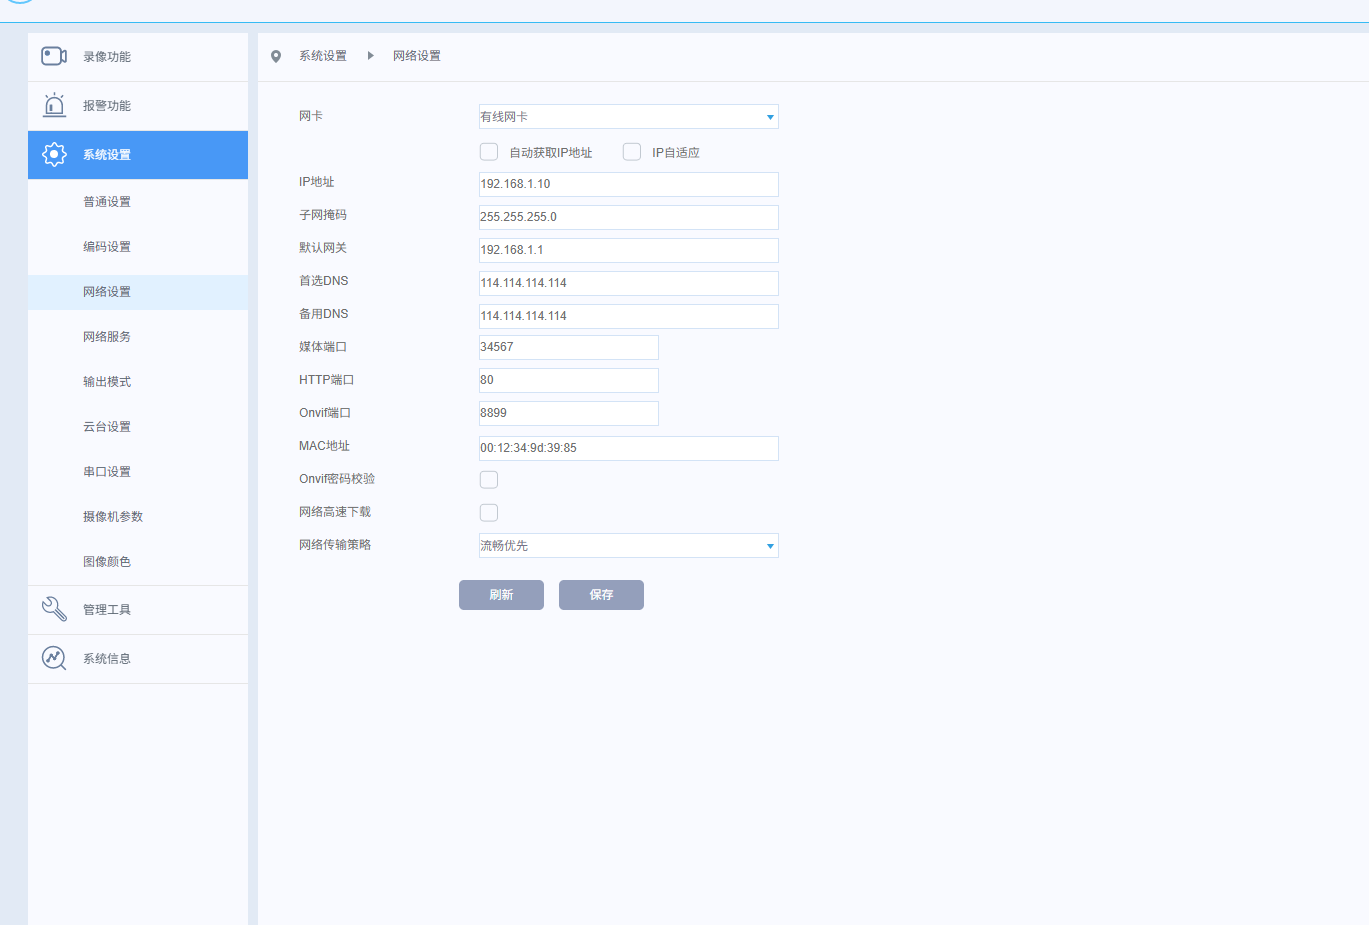 录像功能
报警功能
系统设置
普通设置
编码设置
网络设置
网络服务
输出模式
云台设置
串口设置
摄像机参数
图像颜色
管理工具
系统信息
系统设置 网络设置
网卡 有线网卡
自动获取IP地址 IP自适应
IP地址 192.168.1.10
子网掩码 255.255.255.0
默认网关 192.168.1.1
首选DNS 114.114.114.114
备用DNS 114.114.114.114
媒体端口 34567
HTTP端口 80
Onvif端口 8899
MAC地址 00:12:34:9d:39:85
Onvif密码校验
网络高速下载
网络传输策略 流畅优先
刷新 保存